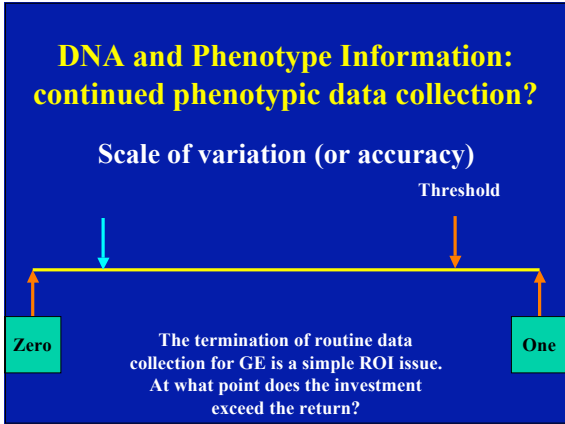 DNA and Phenotype Information:
continued phenotypic data collection?
Scale of variation (or accuracy)
Threshold
Zero
One
The termination of routine data
collection for GE is a simple ROI issue.
At what point does the investment
exceed the return?